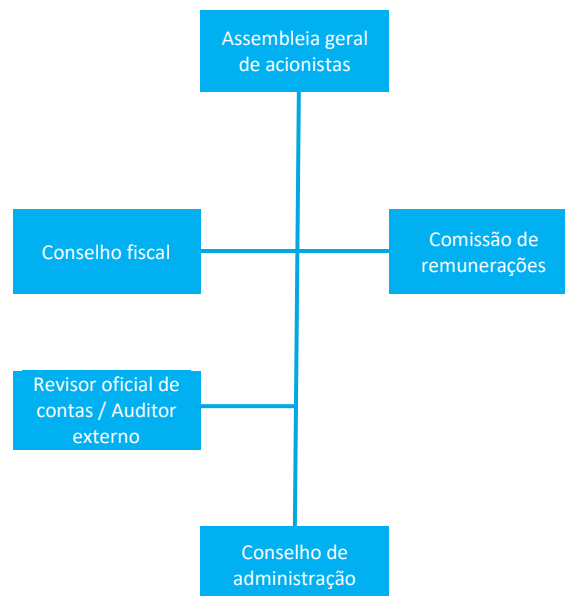 Assembleia geral
de acionistas
Conselho fiscal
Comissão de
remunerações
Revisor oficial de
contas / Auditor
externo
Conselho de
administração